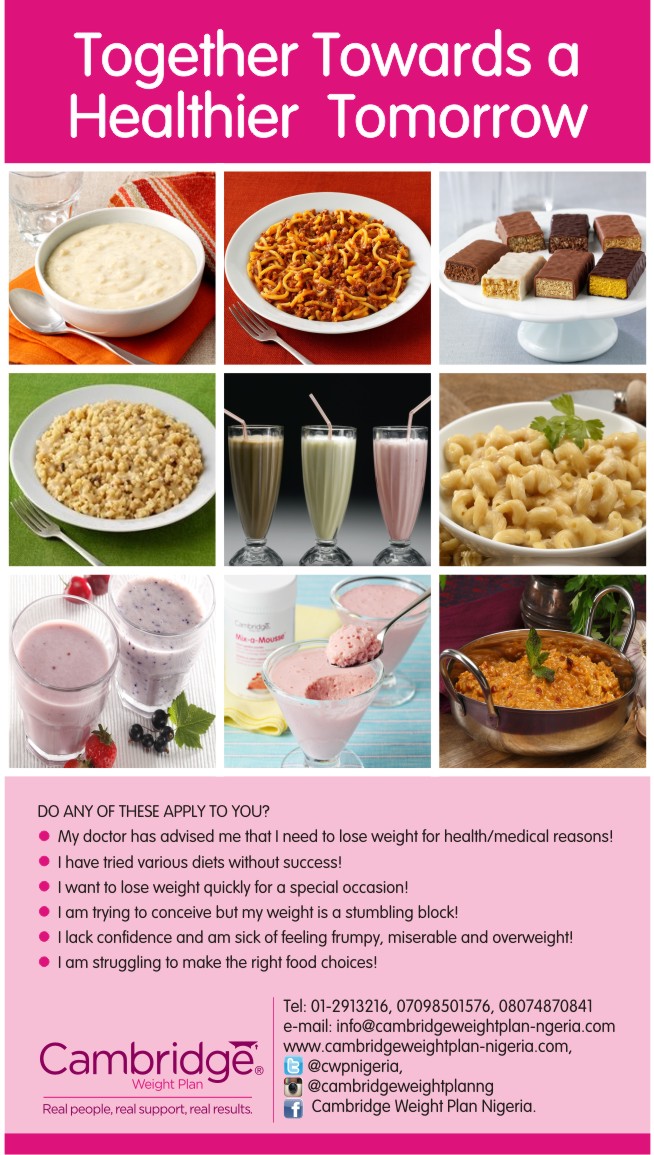 Together Towards a
Healthier Tomorrow
Cambridge
Mix-a-Mousse
DO ANY OF THESE APPLY TO YOU?
My doctor has advised me that I need to lose weight for health/medical reasons!
I have tried various diets without success!
I want to lose weight quickly for a special occasion!
I am trying to conceive but my weight is a stumbling block!
I lack confidence and am sick of feeling frumpy, miserable and overweight!
I am struggling to make the right food choices!
Cambridge®
Weight Plan
Real people, real support, real results.
Tel: 01-2913216, 07098501576, 08074870841
e-mail: info@cambridgeweightplan-ngeria.com
www.cambridgeweightplan-nigeria.com,
@cwpnigeria,
@cambridgeweightplanng
Cambridge Weight Plan Nigeria.